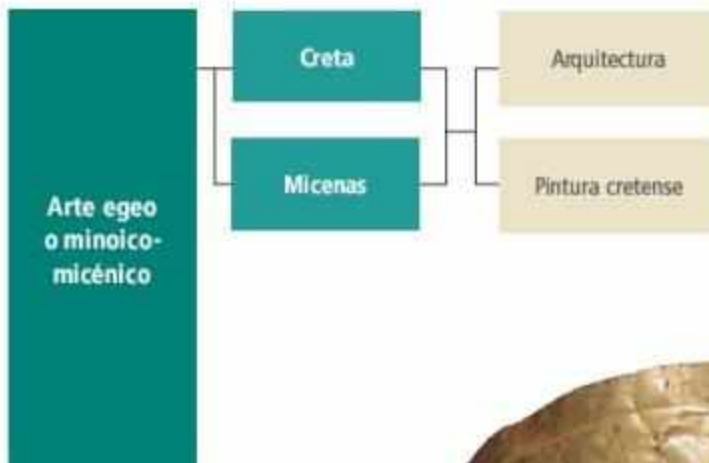 Creta
Arquitectura
Micenas
Pintura cretense
Arte egeo
o minoico-
micénico